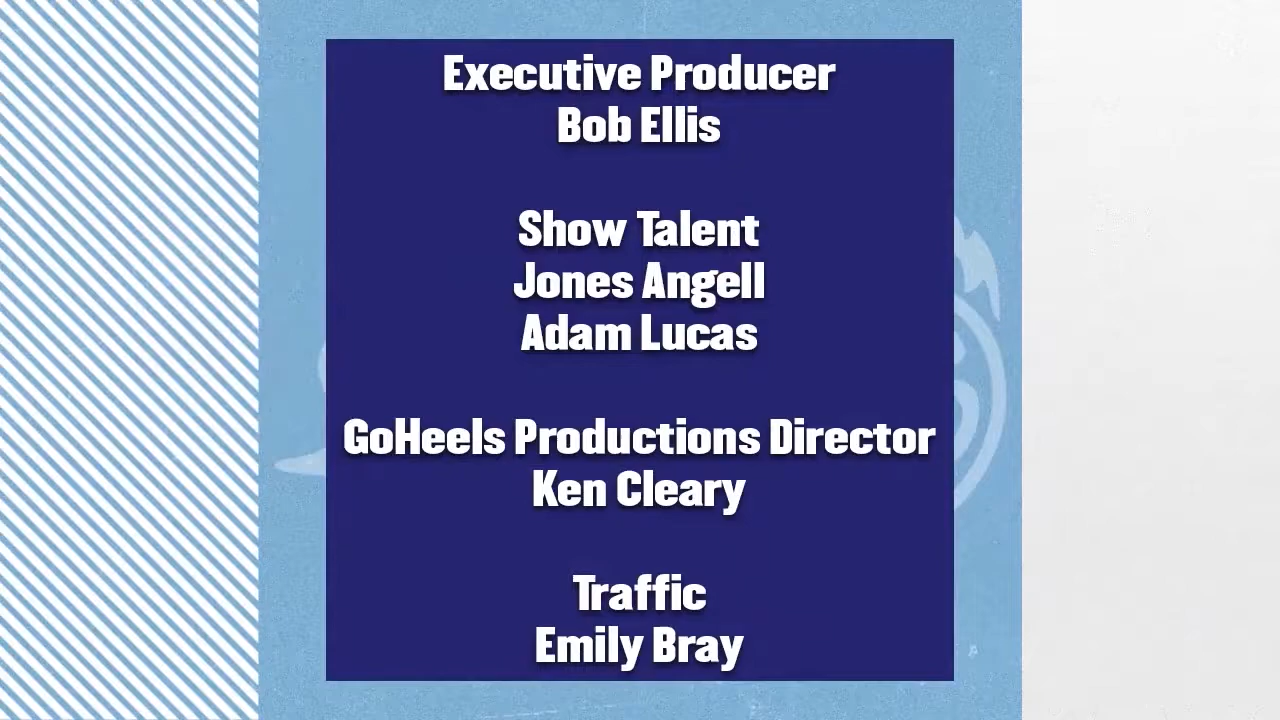 Executive Producer
Bob Ellis
Show Talent
Jones Angell
Adam Lucas
GoHeels Productions Director
Ken Cleary
Traffic
Emily Bray